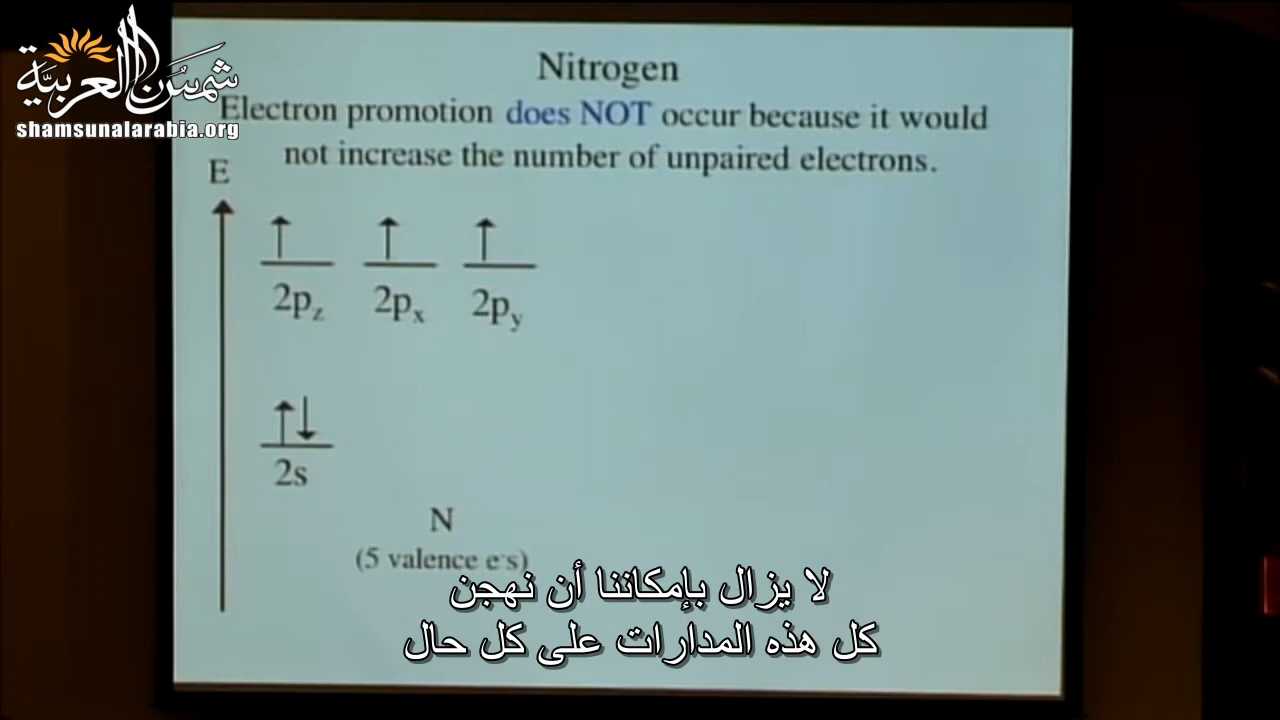 شمس العربية
shamsunalarabia.org
Nitrogen
Electron promotion does NOT occur because it would
not increase the number of unpaired electrons.
E
2pz 2px 2py
2s
N
(5 valence e-s)
لا يزال بإمكاننا أن نهجن
كل هذه المدارات على كل حال